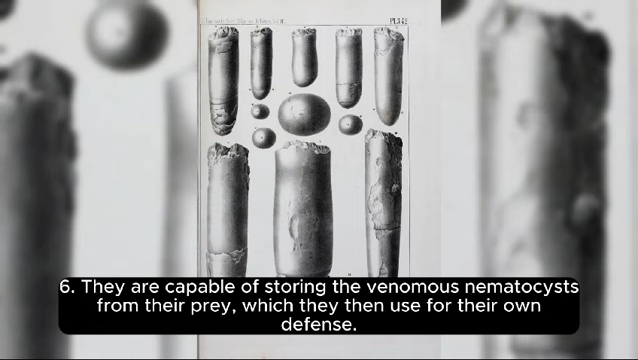 6. They are capable of storing the venomous nematocysts
from their prey, which they then use for their own
defense.